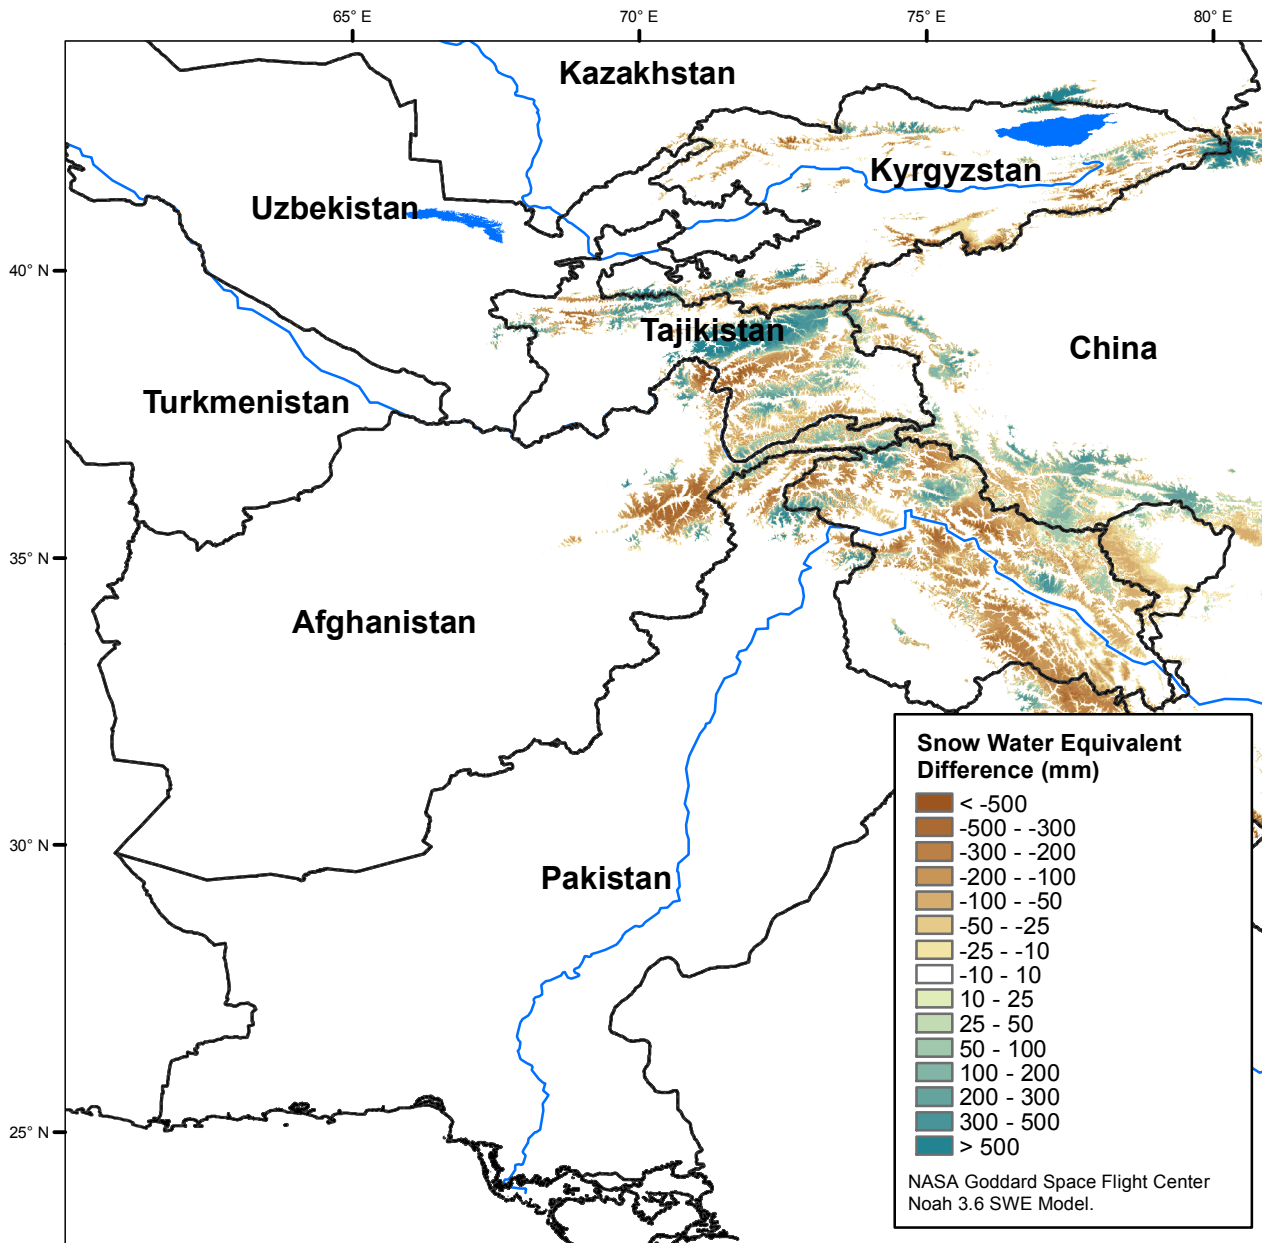 65° E
70° E
75° E
80° E
Kazakhstan
Kyrgyzstan
Uzbekistan
40° N
Tajikistan
China
Turkmenistan
35° N
Afghanistan
30° N
Pakistan
25° N
Snow Water Equivalent
Difference (mm)
< -500
-500 - -300
-300 - -200
-200 - -100
-100 - -50
-50 - -25
-25 - -10
-10 - 10
10 - 25
25 - 50
50 - 100
100 - 200
200 - 300
300 - 500
> 500
NASA Goddard Space Flight Center
Noah 3.6 SWE Model.